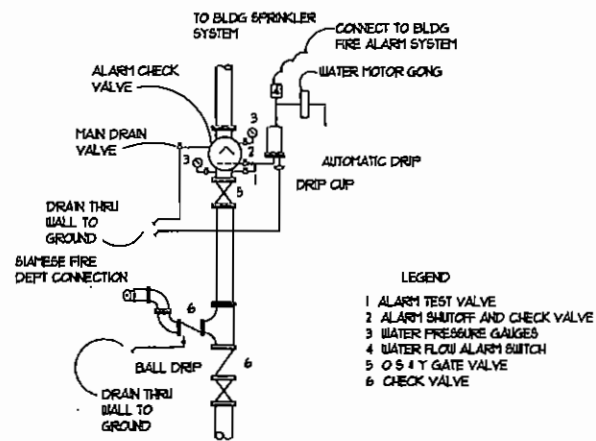 TO BLDG SPRINKLER
SYSTEM
CONNECT TO BLDG
FIRE ALARM SYSTEM
WATER MOTOR GONG
ALARM CHECK
VALVE
MAIN DRAIN
VALVE
3
3
2
1
4
5
AUTOMATIC DRIP
DRIP CUP
DRAIN THRU
WALL TO
GROUND
SIAMESE FIRE
DEPT CONNECTION
6
6
BALL DRIP
DRAIN THRU
WALL TO
GROUND
LEGEND
1 ALARM TEST VALVE
2 ALARM SHUTOFF AND CHECK VALVE
3 WATER PRESSURE GAUGES
4 WATER FLOW ALARM SWITCH
5 O S & Y GATE VALVE
6 CHECK VALVE